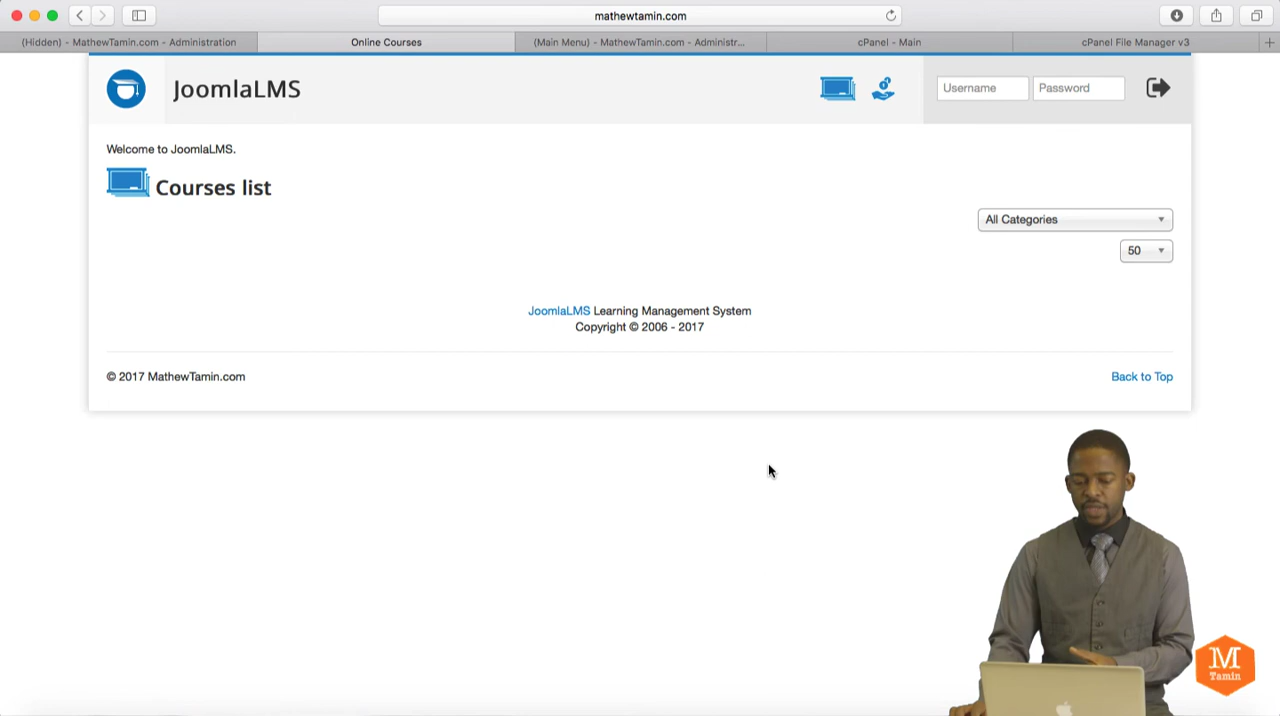 mathewtamin.com
(Hidden) - MathewTamin.com - Administration
Online Courses
(Main Menu) - MathewTamin.com - Administr...
cPanel - Main
cPanel File Manager v3
JoomlaLMS
Username
Password
Welcome to JoomlaLMS.
Courses list
All Categories
50
JoomlaLMS Learning Management System
Copyright © 2006 - 2017
© 2017 MathewTamin.com
Back to Top
M
Tamin